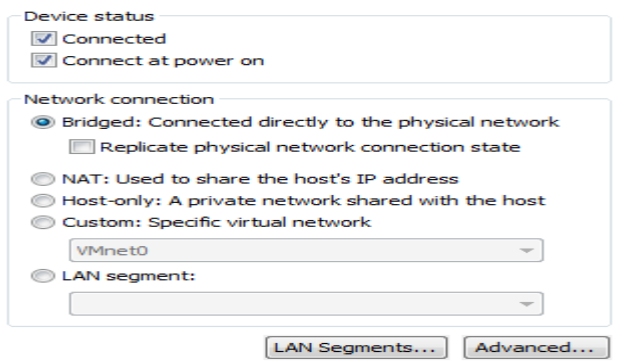 Device status
Connected
Connect at power on
Network connection
Bridged: Connected directly to the physical network
Replicate physical network connection state
NAT: Used to share the host's IP address
Host-only: A private network shared with the host
Custom: Specific virtual network
VMnet0
LAN segment:
LAN Segments... Advanced...